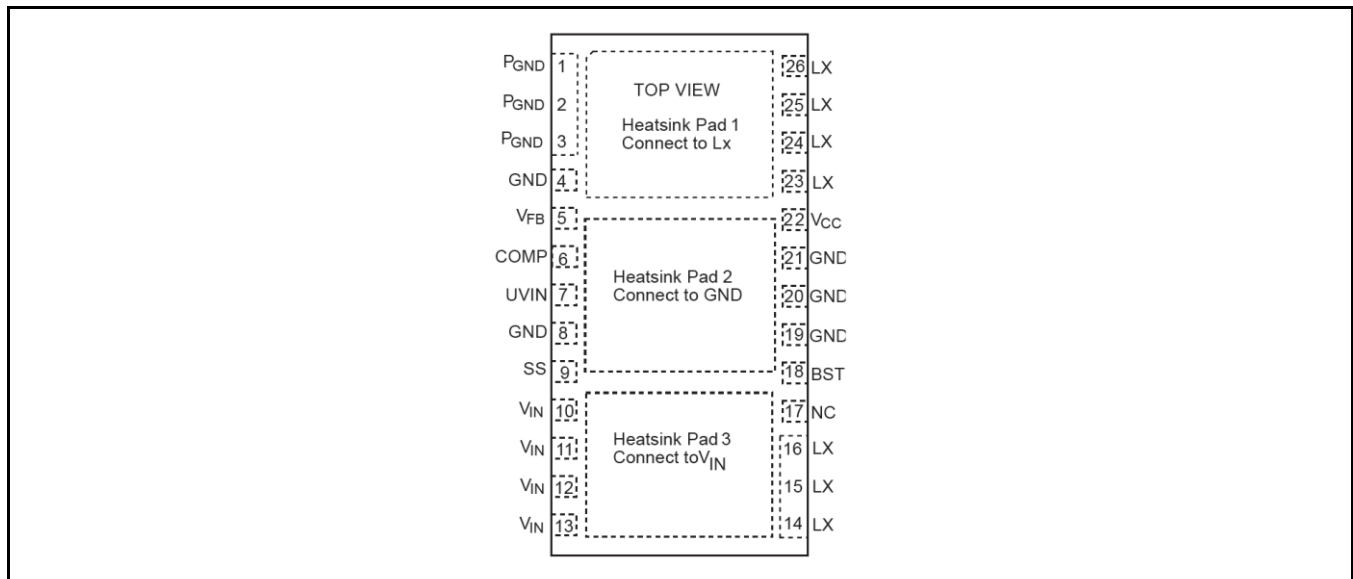 PGND 1
PGND 2
PGND 3
GND 4
VFB 5
COMP 6
UVIN 7
GND 8
SS 9
VIN 10
VIN 11
VIN 12
VIN 13
TOP VIEW
Heatsink Pad 1
Connect to Lx
Heatsink Pad 2
Connect to GND
Heatsink Pad 3
Connect toVIN
26 LX
25 LX
24 LX
23 LX
22 VCC
21 GND
20 GND
19 GND
18 BST
17 NC
16 LX
15 LX
14 LX